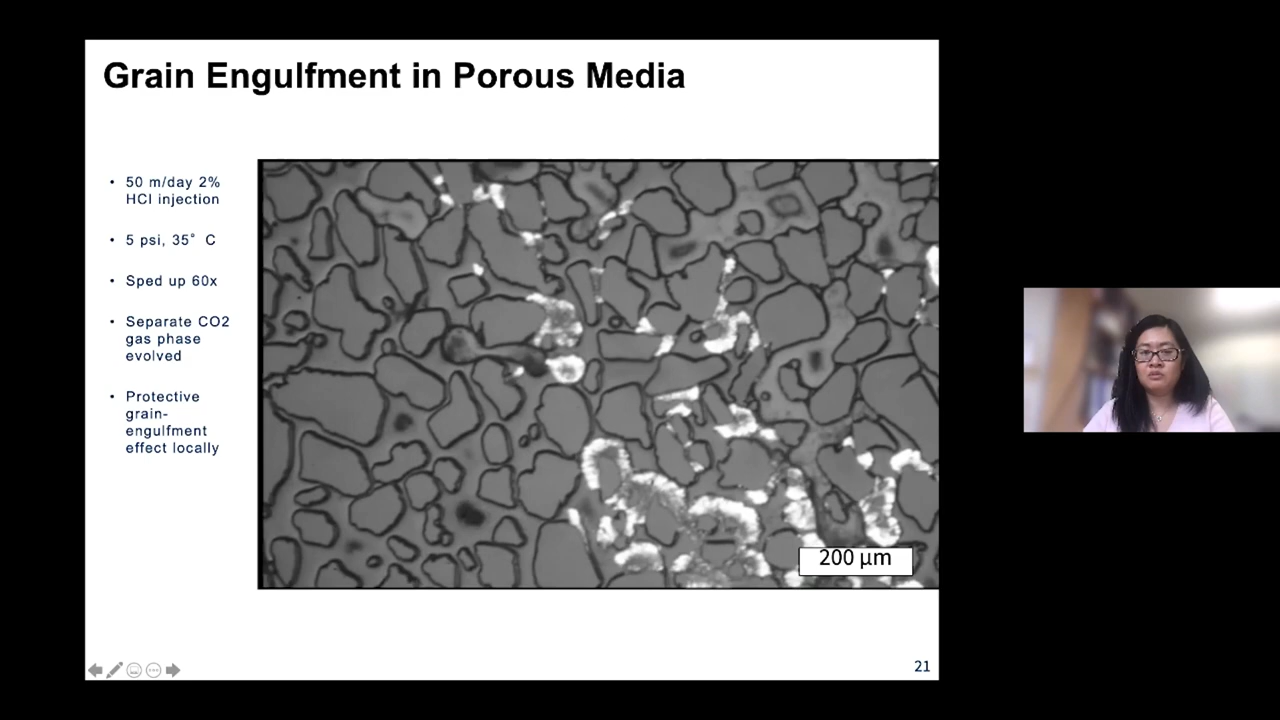 Grain Engulfment in Porous Media
• 50 m/day 2%
HCl injection
• 5 psi, 35° C
• Sped up 60x
• Separate CO2
gas phase
evolved
• Protective
grain-
engulfment
effect locally
200 µm
21